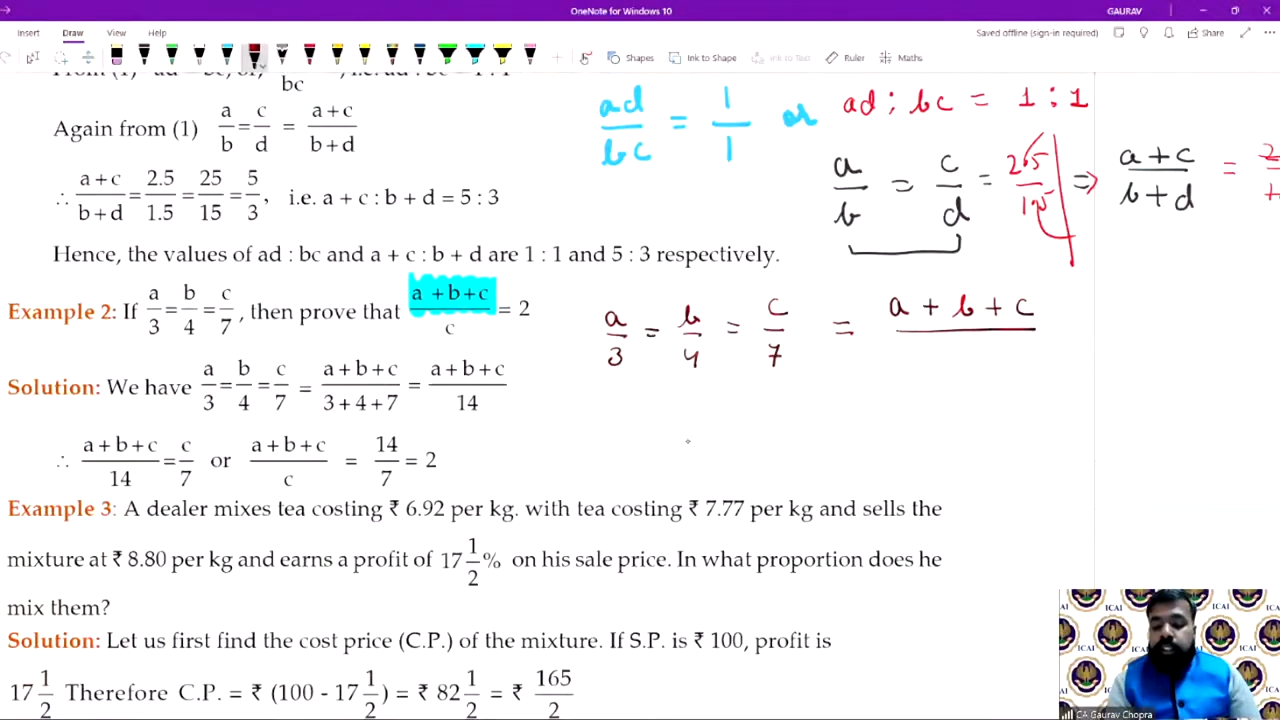 OneNote for Windows 10
GAURAV
Insert Draw View Help
Saved offline (sign-in required) Share
Shapes Ink to Shape Ink to Text Ruler Maths
bc
Again from (1) a/b = c/d = a + c / b + d
∴ a + c / b + d = 2.5/1.5 = 25/15 = 5/3, i.e. a + c : b + d = 5 : 3
Hence, the values of ad : bc and a + c : b + d are 1 : 1 and 5 : 3 respectively.
Example 2: If a/3 = b/4 = c/7, then prove that a + b + c / c = 2
Solution: We have a/3 = b/4 = c/7 = a + b + c / 3 + 4 + 7 = a + b + c / 14
∴ a + b + c / 14 = c/7 or a + b + c / c = 14/7 = 2
Example 3: A dealer mixes tea costing ₹ 6.92 per kg. with tea costing ₹ 7.77 per kg and sells the
mixture at ₹ 8.80 per kg and earns a profit of 17 1/2 % on his sale price. In what proportion does he
mix them?
Solution: Let us first find the cost price (C.P.) of the mixture. If S.P. is ₹ 100, profit is
17 1/2 Therefore C.P. = ₹ (100 - 17 1/2) = ₹ 82 1/2 = ₹ 165/2
ad/bc = 1/1 or ad : bc = 1 : 1
a/b = c/d = ⇒ a + c / b + d =
a/3 = b/4 = c/7 = a + b + c
ICAI
CA Gaurav Chopra